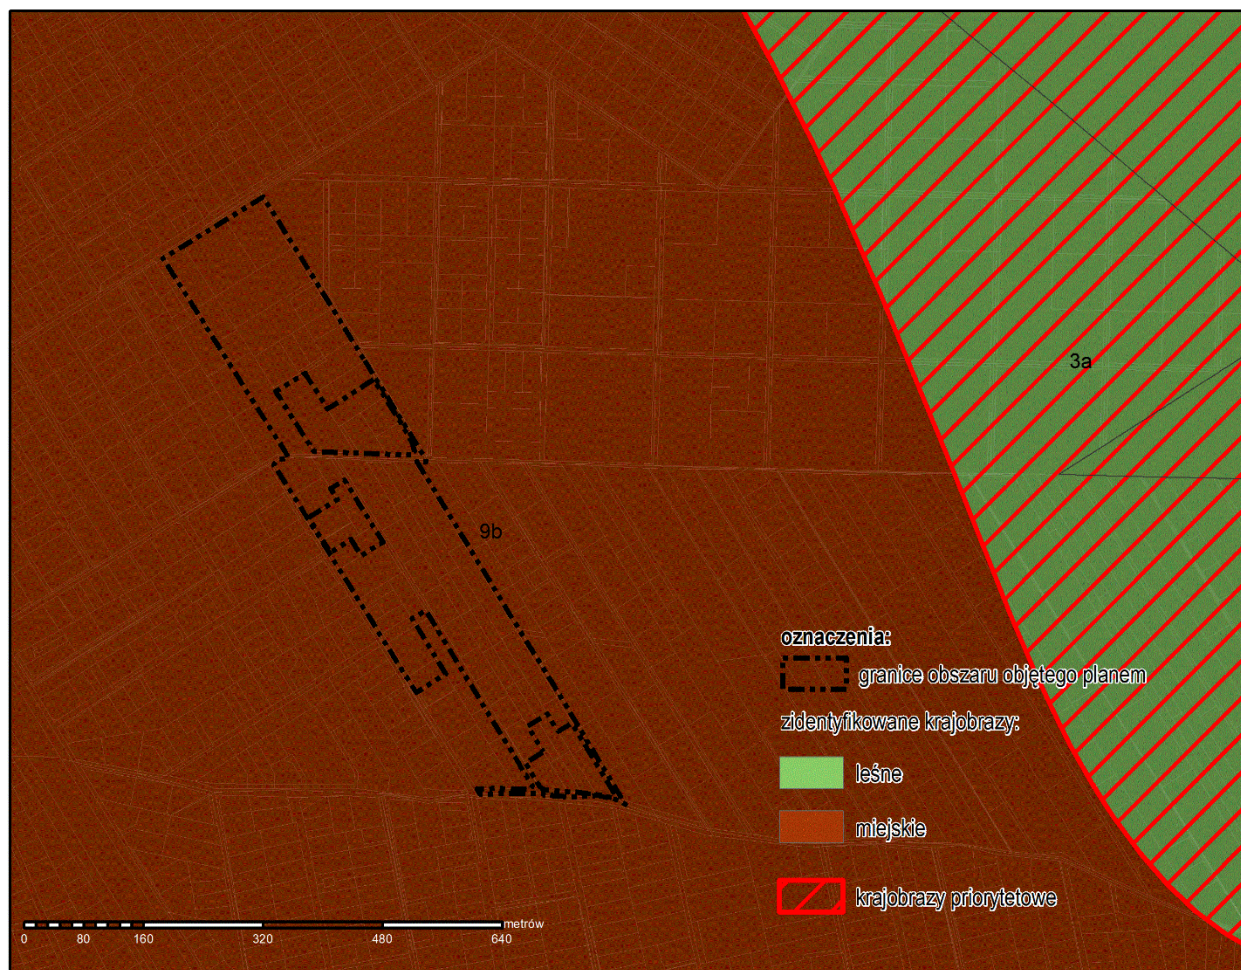 3a
9b
oznaczenia:
granice obszaru objętego planem
zidentyfikowane krajobrazy:
leśne
miejskie
krajobrazy priorytetowe
metrów
0 80 160 320 480 640